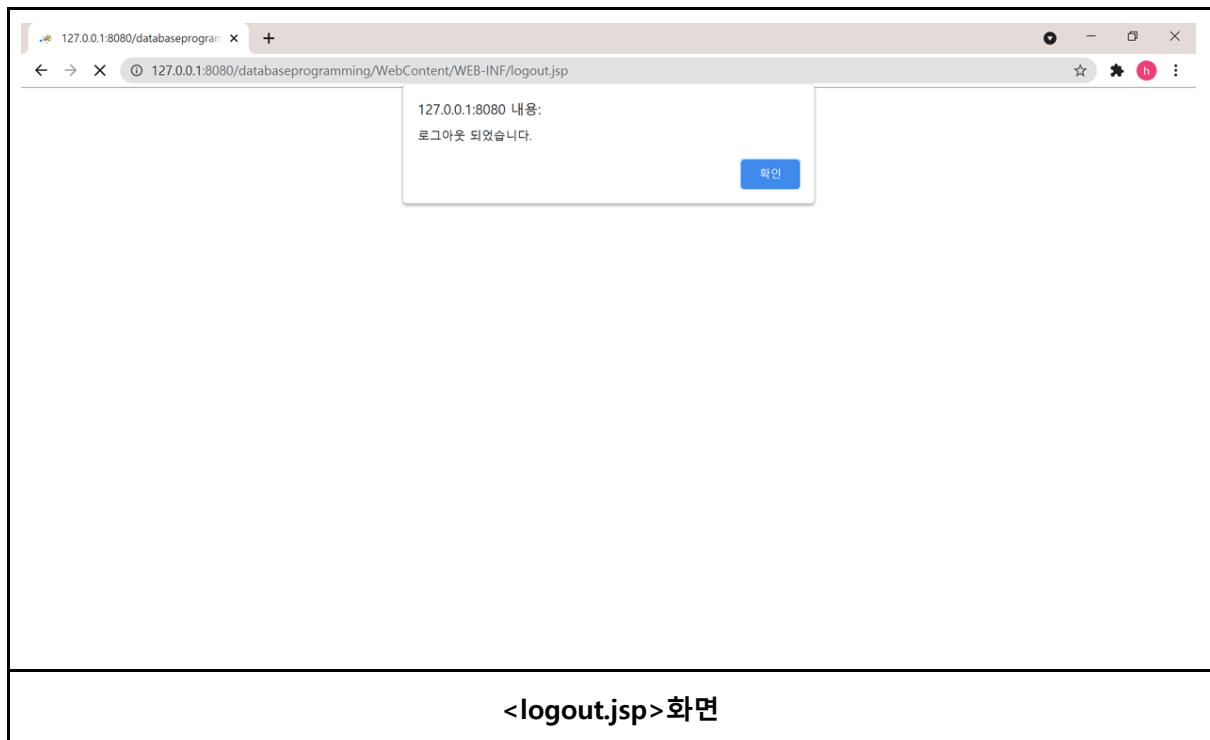 127.0.0.1:8080/databaseprogram
127.0.0.1:8080/databaseprogramming/WebContent/WEB-INF/logout.jsp
h
127.0.0.1:8080 내용:
로그아웃 되었습니다.
확인
<logout.jsp>화면